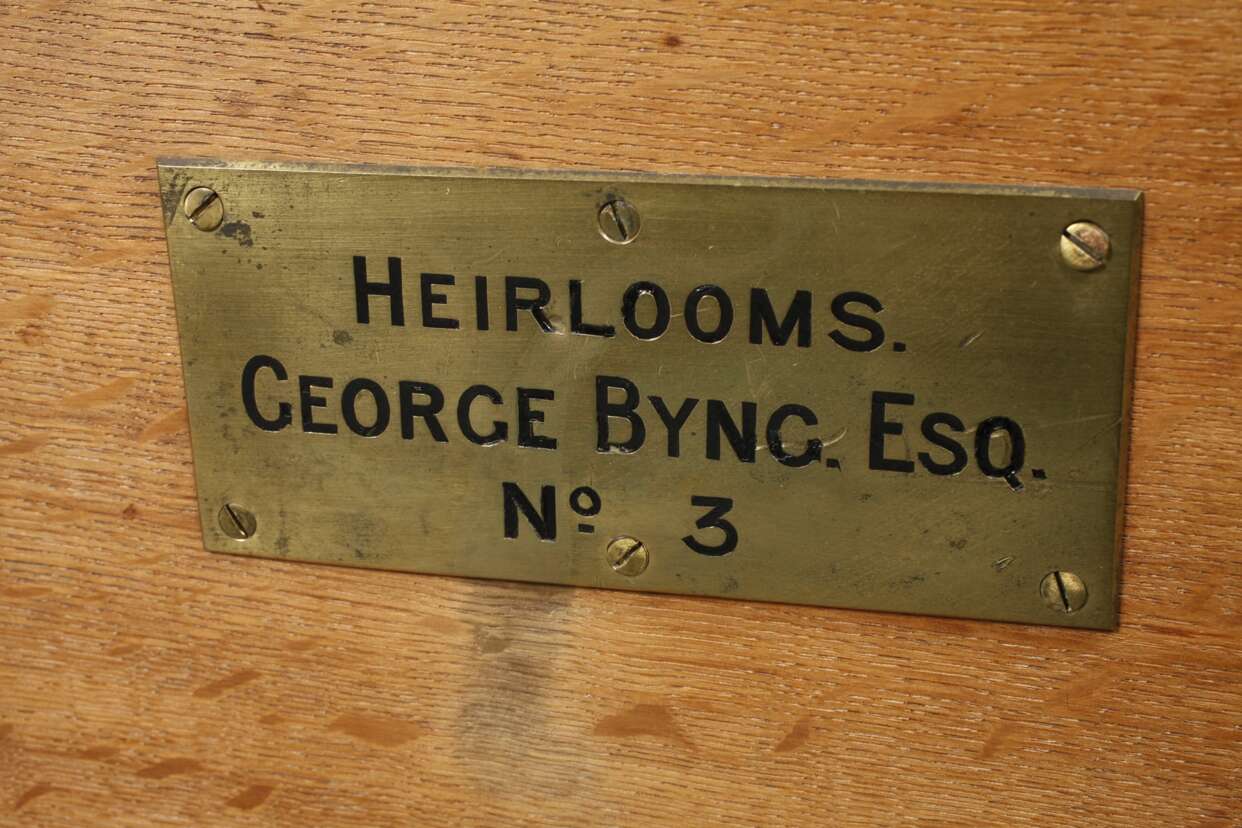 HEIRLOOMS.
GEORGE BYNG. ESQ.
Nº 3